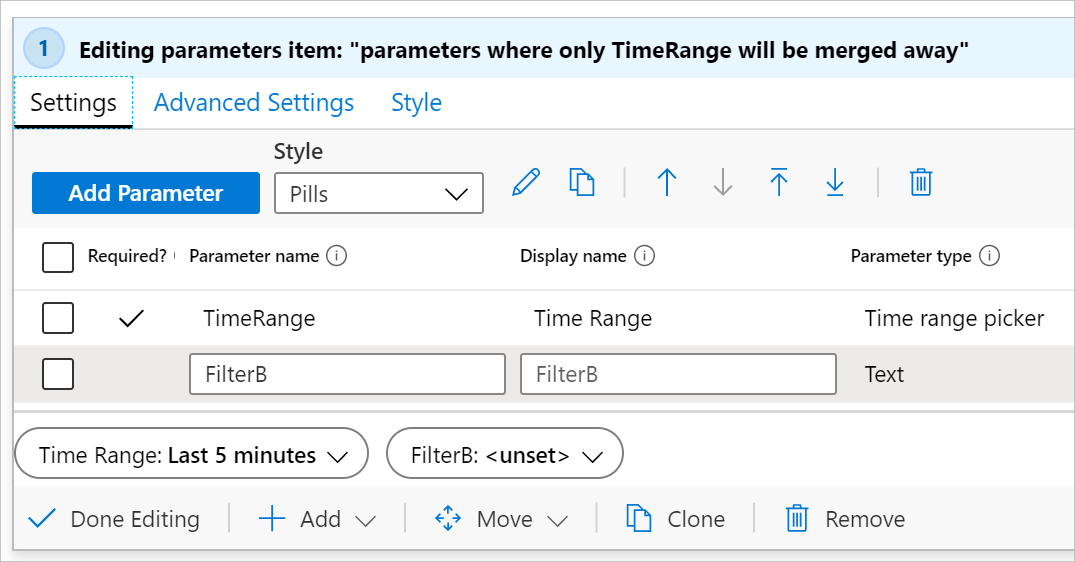 1 Editing parameters item: "parameters where only TimeRange will be merged away"
Settings Advanced Settings Style
Style
Add Parameter Pills
Required? Parameter name Display name Parameter type
TimeRange Time Range Time range picker
FilterB FilterB Text
Time Range: Last 5 minutes FilterB: <unset>
Done Editing Add Move Clone Remove